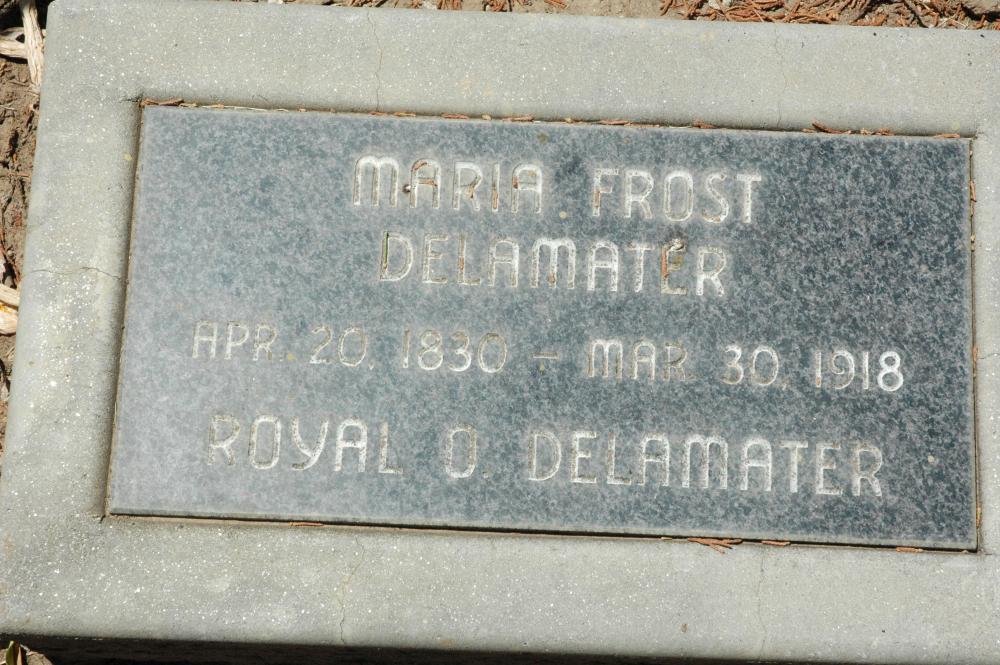 MARIA FROST
DELAMATER
APR. 20, 1830 – MAR. 30, 1918
ROYAL O. DELAMATER